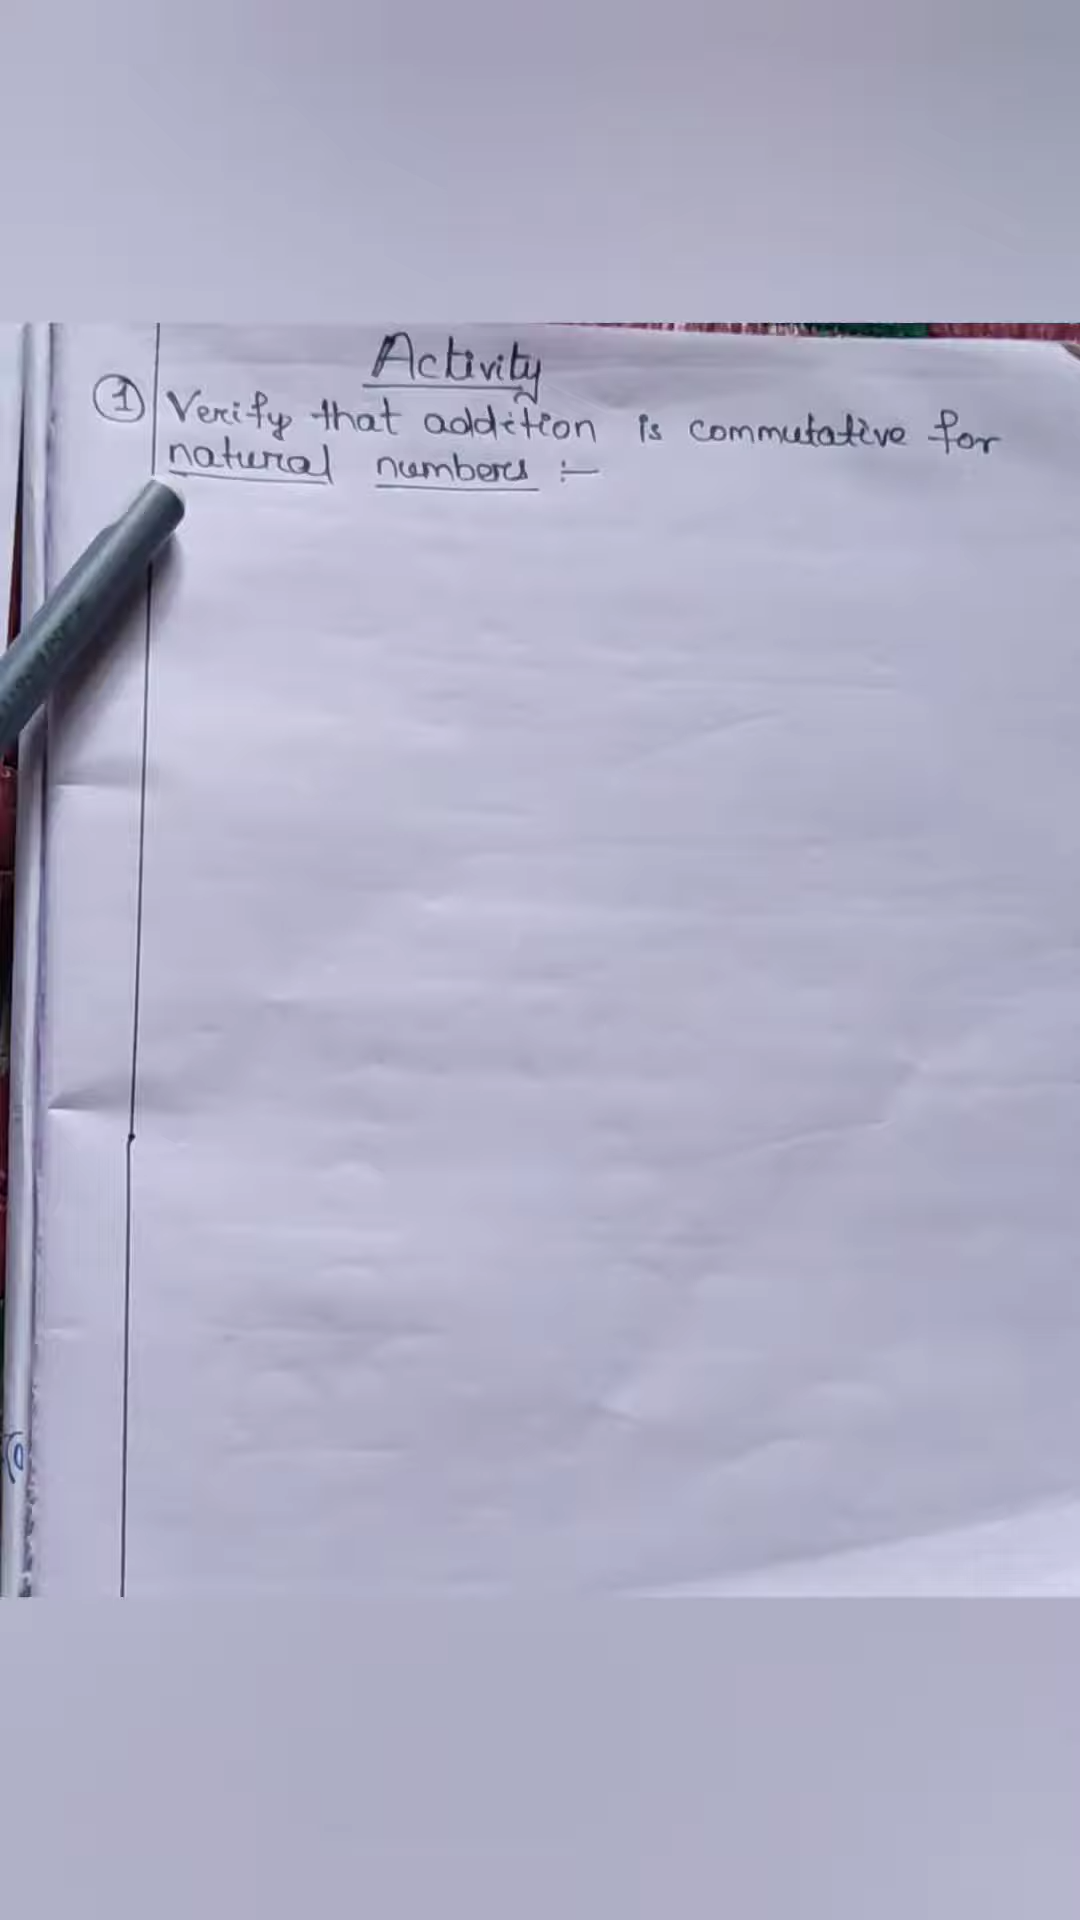 Activity
① Verify that addition is commutative for
natural numbers :-